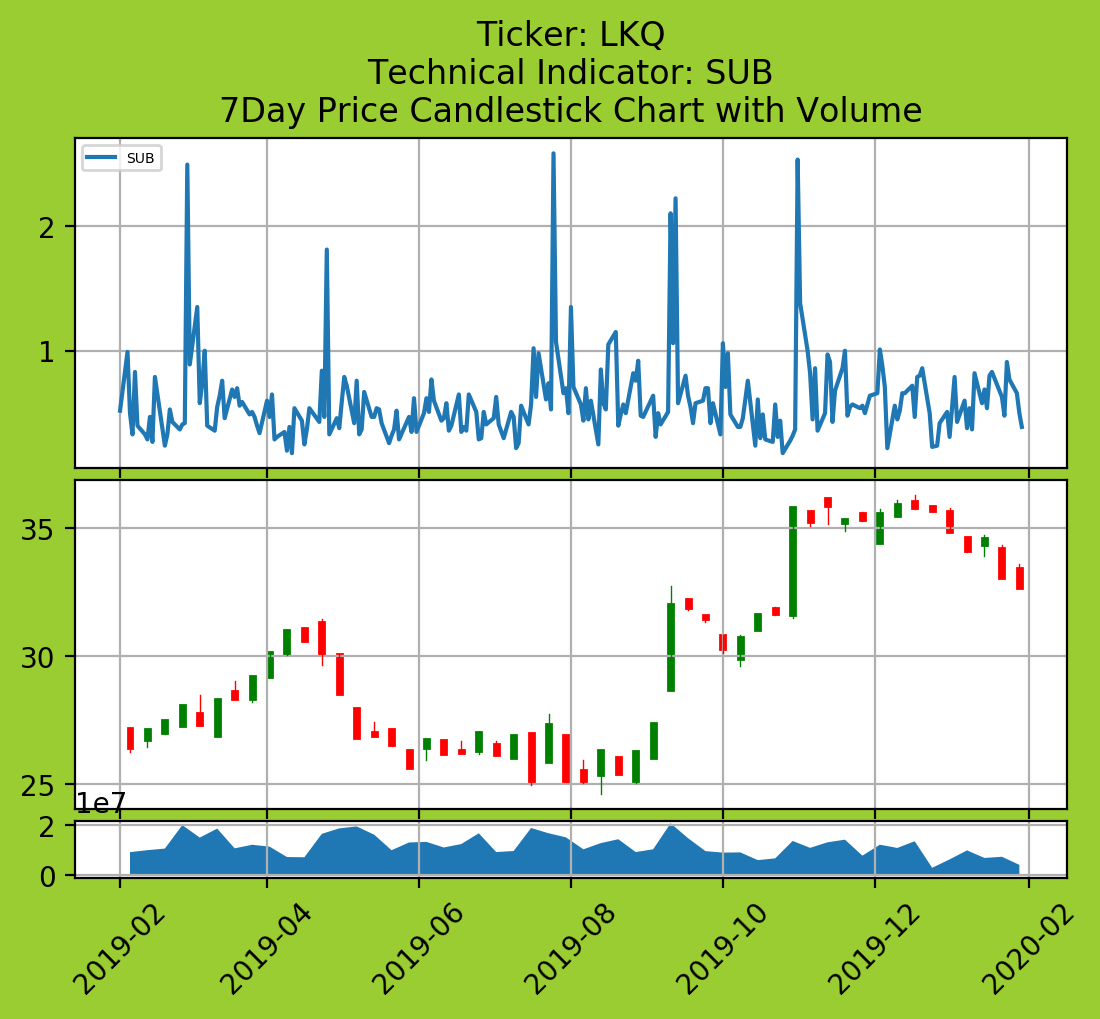 Ticker: LKQ
Technical Indicator: SUB
7Day Price Candlestick Chart with Volume
SUB
2
1
35
30
25
1e7
2
0
2019-02 2019-04 2019-06 2019-08 2019-10 2019-12 2020-02